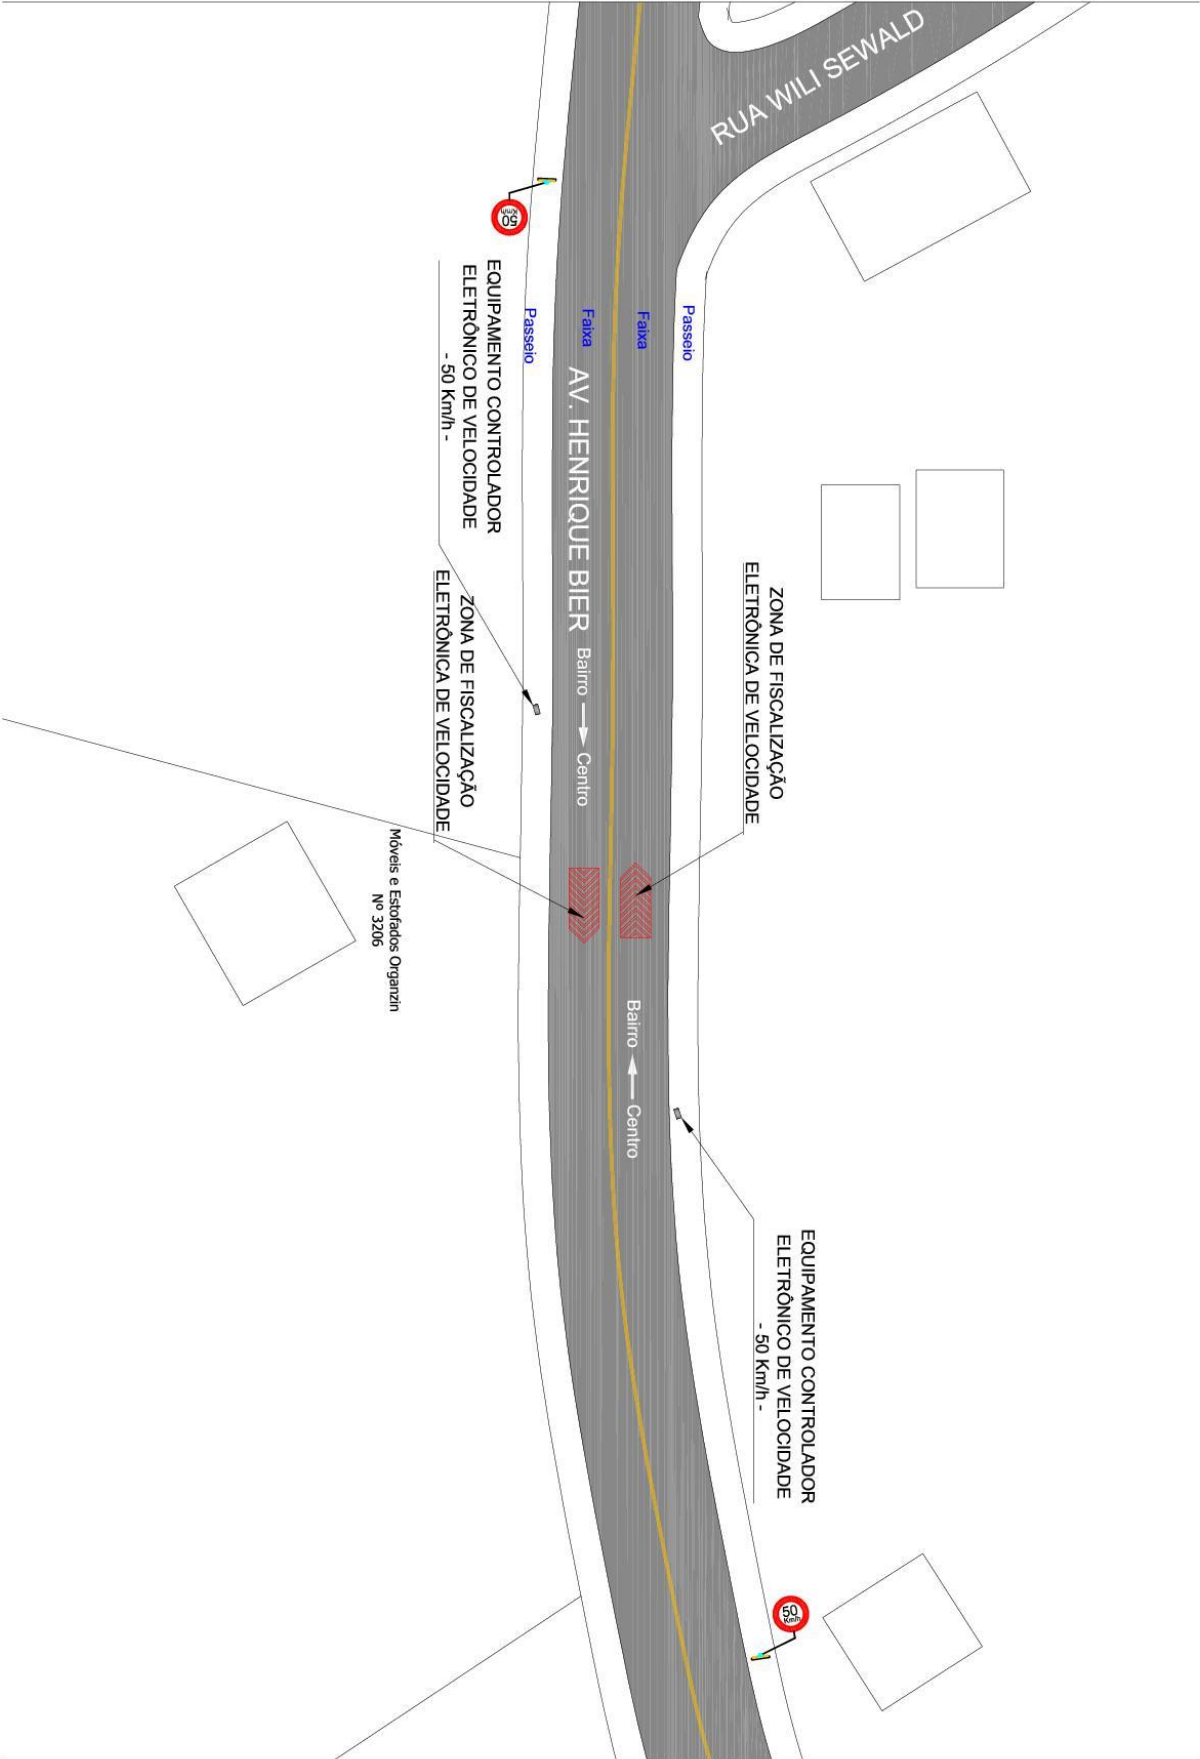 RUA WILI SEWALD
50
Km/h
EQUIPAMENTO CONTROLADOR
ELETRÔNICO DE VELOCIDADE
- 50 Km/h -
Passeio
Faixa
Faixa
Passeio
AV. HENRIQUE BIER
Bairro
Centro
ZONA DE FISCALIZAÇÃO
ELETRÔNICA DE VELOCIDADE
ZONA DE FISCALIZAÇÃO
ELETRÔNICA DE VELOCIDADE
Móveis e Estofados Organzin
Nº 3206
Bairro
Centro
EQUIPAMENTO CONTROLADOR
ELETRÔNICO DE VELOCIDADE
- 50 Km/h -
50
Km/h